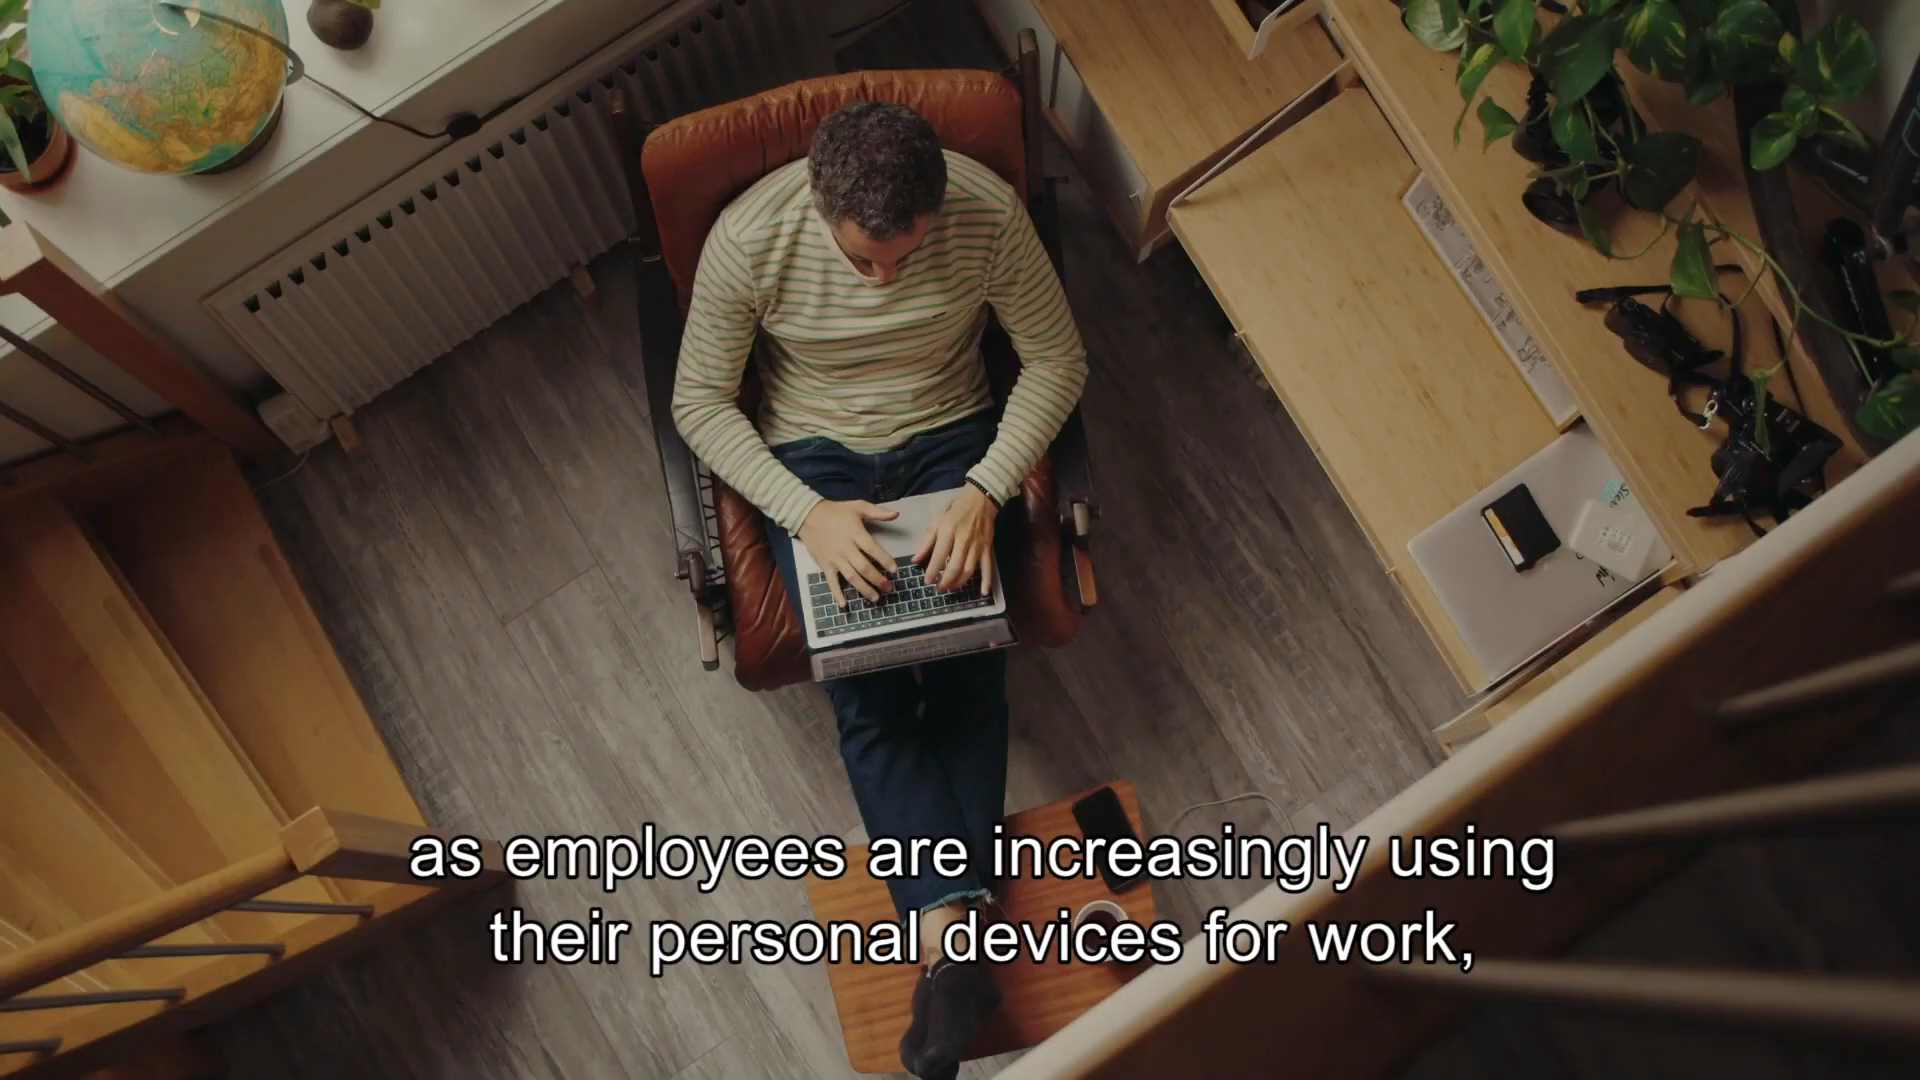 as employees are increasingly using
their personal devices for work,